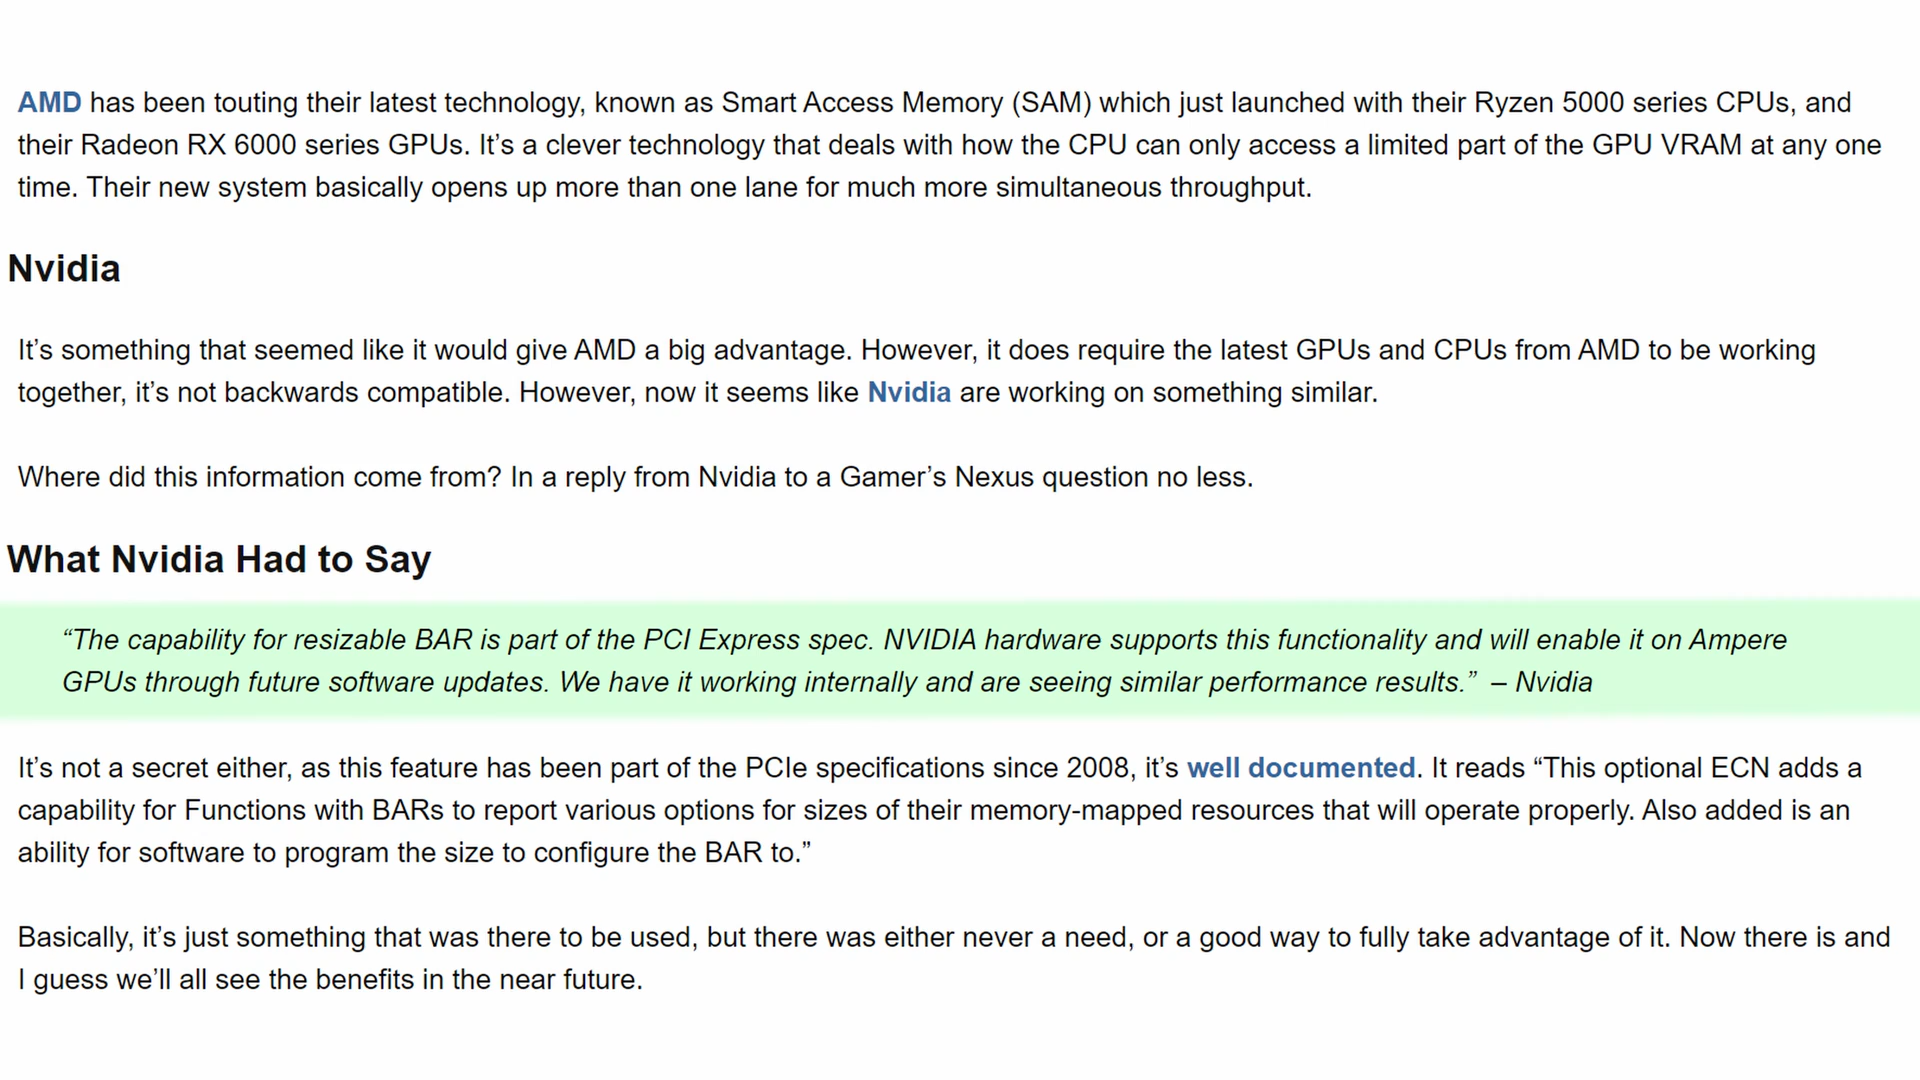 AMD has been touting their latest technology, known as Smart Access Memory (SAM) which just launched with their Ryzen 5000 series CPUs, and
their Radeon RX 6000 series GPUs. It’s a clever technology that deals with how the CPU can only access a limited part of the GPU VRAM at any one
time. Their new system basically opens up more than one lane for much more simultaneous throughput.
Nvidia
It’s something that seemed like it would give AMD a big advantage. However, it does require the latest GPUs and CPUs from AMD to be working
together, it’s not backwards compatible. However, now it seems like Nvidia are working on something similar.
Where did this information come from? In a reply from Nvidia to a Gamer’s Nexus question no less.
What Nvidia Had to Say
“The capability for resizable BAR is part of the PCI Express spec. NVIDIA hardware supports this functionality and will enable it on Ampere
GPUs through future software updates. We have it working internally and are seeing similar performance results.” – Nvidia
It’s not a secret either, as this feature has been part of the PCIe specifications since 2008, it’s well documented. It reads “This optional ECN adds a
capability for Functions with BARs to report various options for sizes of their memory-mapped resources that will operate properly. Also added is an
ability for software to program the size to configure the BAR to.”
Basically, it’s just something that was there to be used, but there was either never a need, or a good way to fully take advantage of it. Now there is and
I guess we’ll all see the benefits in the near future.